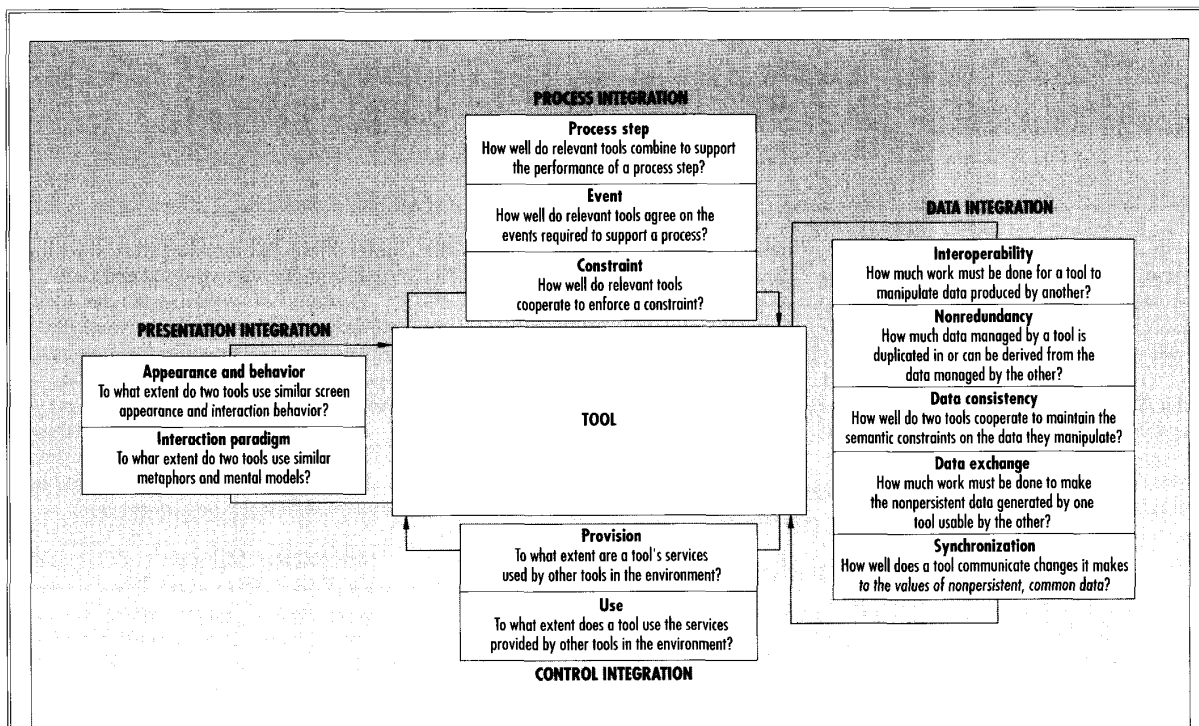 PROCESS INTEGRATION
Process step
How well do relevant tools combine to support
the performance of a process step?
Event
How well do relevant tools agree on the
events required to support a process?
Constraint
How well do relevant tools
cooperate to enforce a constraint?
PRESENTATION INTEGRATION
Appearance and behavior
To what extent do two tools use similar screen
appearance and interaction behavior?
Interaction paradigm
To whar extent do two tools use similar
metaphors and mental models?
TOOL
DATA INTEGRATION
Interoperability
How much work must be done for a tool to
manipulate data produced by another?
Nonredundancy
How much data managed by a tool is
duplicated in or can be derived from the
data managed by the other?
Data consistency
How well do two tools cooperate to maintain the
semantic constraints on the data they manipulate?
Data exchange
How much work must be done to make
the nonpersistent data generated by one
tool usable by the other?
Synchronization
How well does a tool communicate changes it makes
to the values of nonpersistent, common data?
Provision
To what extent are a tool's services
used by other tools in the environment?
Use
To what extent does a tool use the services
provided by other tools in the environment?
CONTROL INTEGRATION